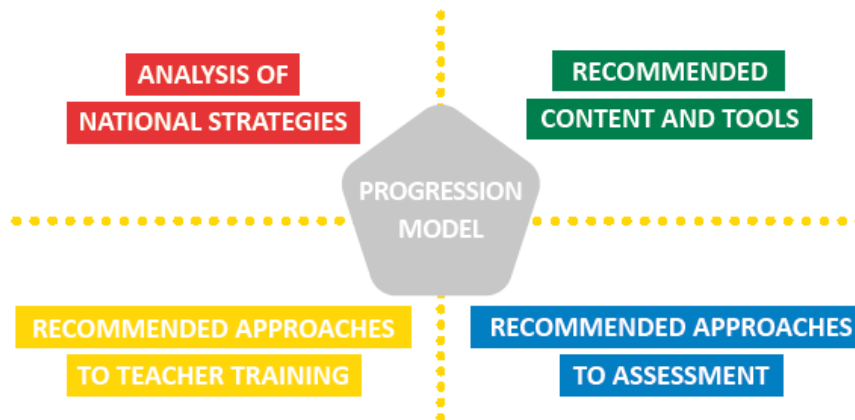 ANALYSIS OF
NATIONAL STRATEGIES
RECOMMENDED
CONTENT AND TOOLS
PROGRESSION
MODEL
RECOMMENDED APPROACHES
TO TEACHER TRAINING
RECOMMENDED APPROACHES
TO ASSESSMENT